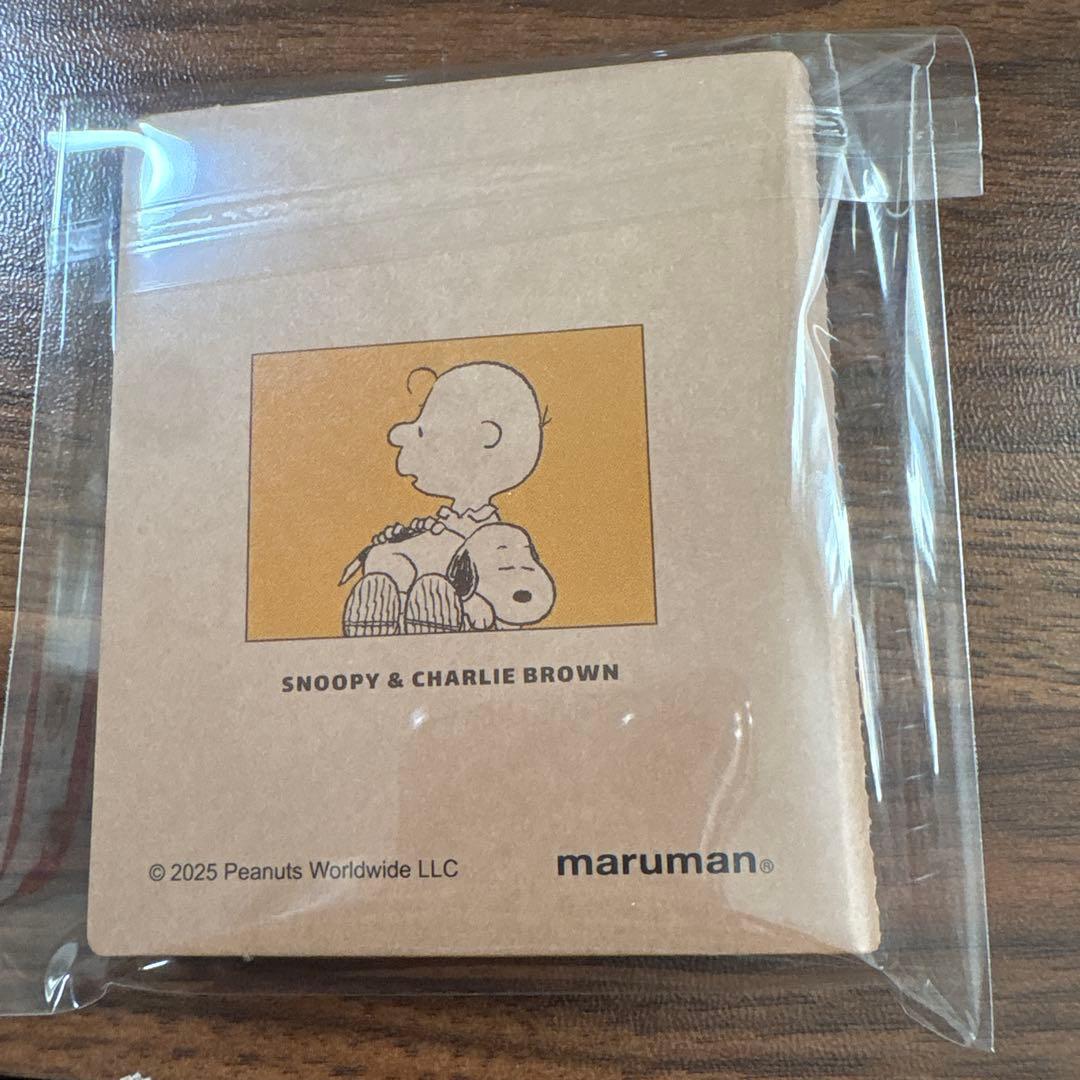 SNOOPY & CHARLIE BROWN
© 2025 Peanuts Worldwide LLC
maruman®